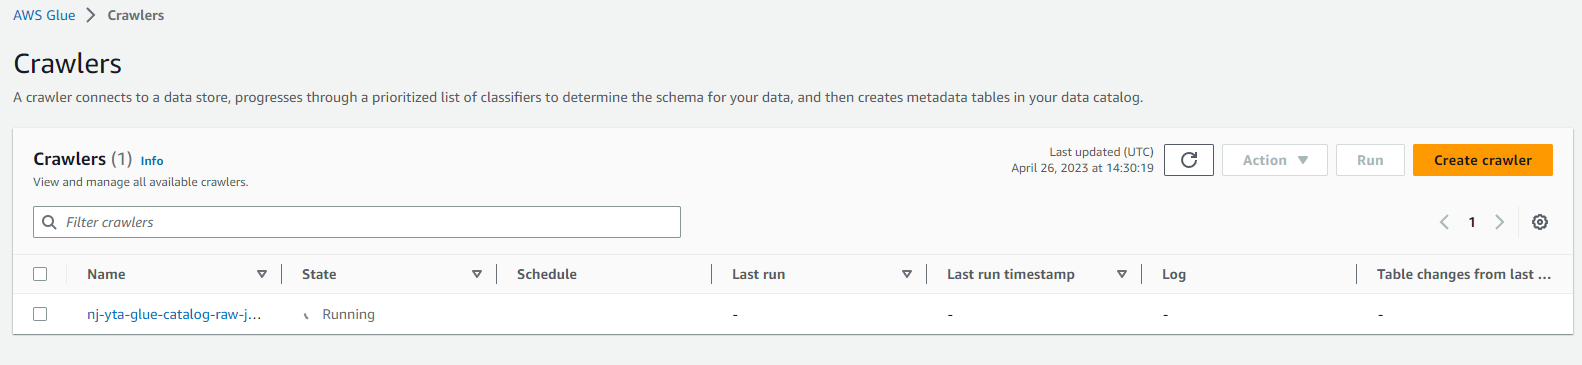 AWS Glue > Crawlers
Crawlers
A crawler connects to a data store, progresses through a prioritized list of classifiers to determine the schema for your data, and then creates metadata tables in your data catalog.
Crawlers (1) Info
View and manage all available crawlers.
Last updated (UTC)
April 26, 2023 at 14:30:19
Action
Run
Create crawler
Filter crawlers
1
Name State Schedule Last run Last run timestamp Log Table changes from last ...
nj-yta-glue-catalog-raw-j... Running - - - -